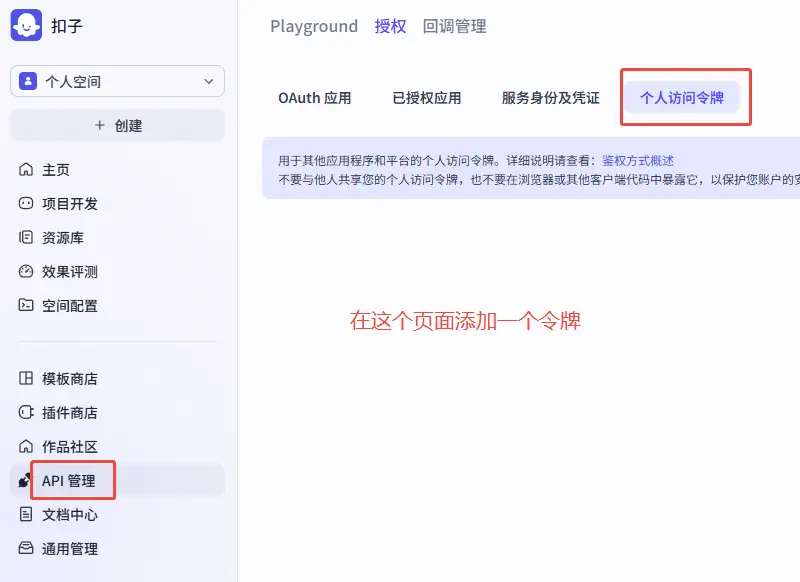 扣子
个人空间
+ 创建
主页
项目开发
资源库
效果评测
空间配置
模板商店
插件商店
作品社区
API 管理
文档中心
通用管理
Playground 授权 回调管理
OAuth 应用 已授权应用 服务身份及凭证 个人访问令牌
用于其他应用程序和平台的个人访问令牌。详细说明请查看：鉴权方式概述
不要与他人共享您的个人访问令牌，也不要在浏览器或其他客户端代码中暴露它，以保护您账户的安
在这个页面添加一个令牌